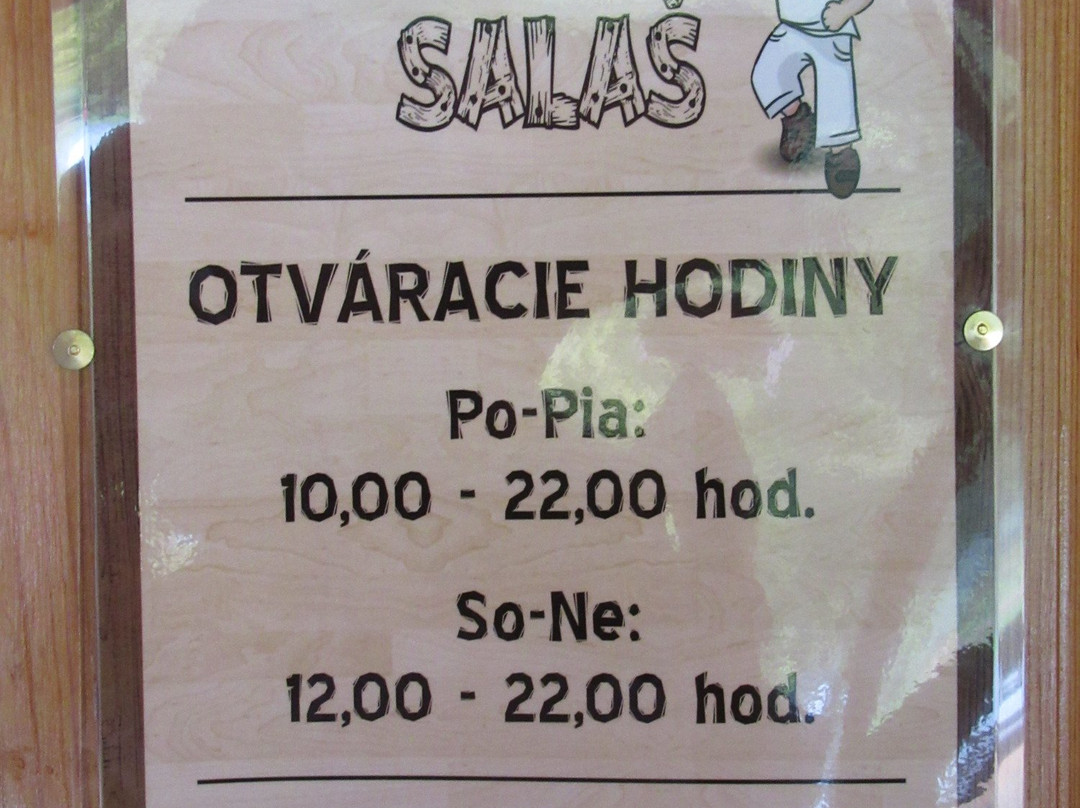 SALAŠ
OTVÁRACIE HODINY
Po-Pia:
10,00 - 22,00 hod.
So-Ne:
12,00 - 22,00 hod.